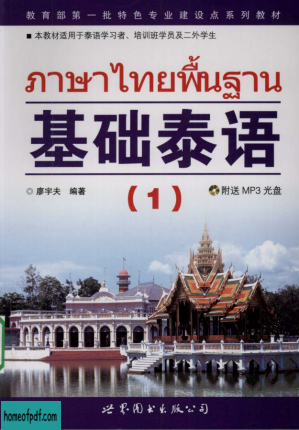 教育部第一批特色专业建设点系列教材
■ 本教材适用于泰语学习者、培训班学员及二外学生
ภาษาไทยพื้นฐาน
基础泰语
◎ 廖宇夫 编著
（1）
附送 MP3 光盘
世界图书出版公司
homeofpdf.com